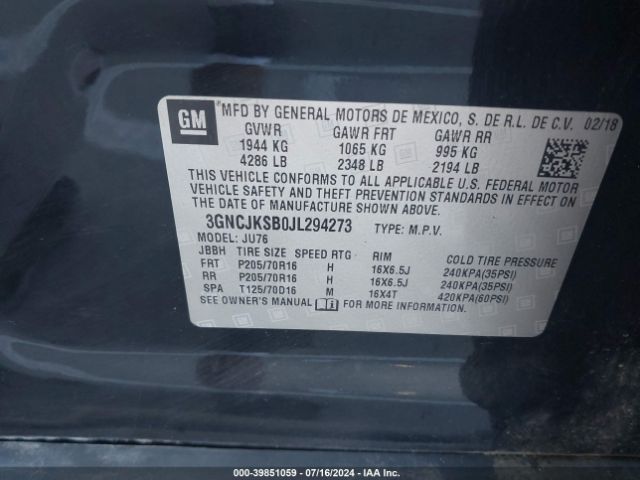 GM MFD BY GENERAL MOTORS DE MEXICO, S. DE R.L. DE C.V. 02/18
GVWR GAWR FRT GAWR RR
1944 KG 1065 KG 995 KG
4286 LB 2348 LB 2194 LB
THIS VEHICLE CONFORMS TO ALL APPLICABLE U.S. FEDERAL MOTOR
VEHICLE SAFETY AND THEFT PREVENTION STANDARDS IN EFFECT ON
THE DATE OF MANUFACTURE SHOWN ABOVE.
3GNCJKSB0JL294273 TYPE: M.P.V.
MODEL: JU76
JBBH TIRE SIZE SPEED RTG RIM COLD TIRE PRESSURE
FRT P205/70R16 H 16X6.5J 240KPA(35PSI)
RR P205/70R16 H 16X6.5J 240KPA(35PSI)
SPA T125/70D16 M 16X4T 420KPA(60PSI)
SEE OWNER'S MANUAL FOR MORE INFORMATION.
000-39851059 - 07/16/2024 - IAA Inc.